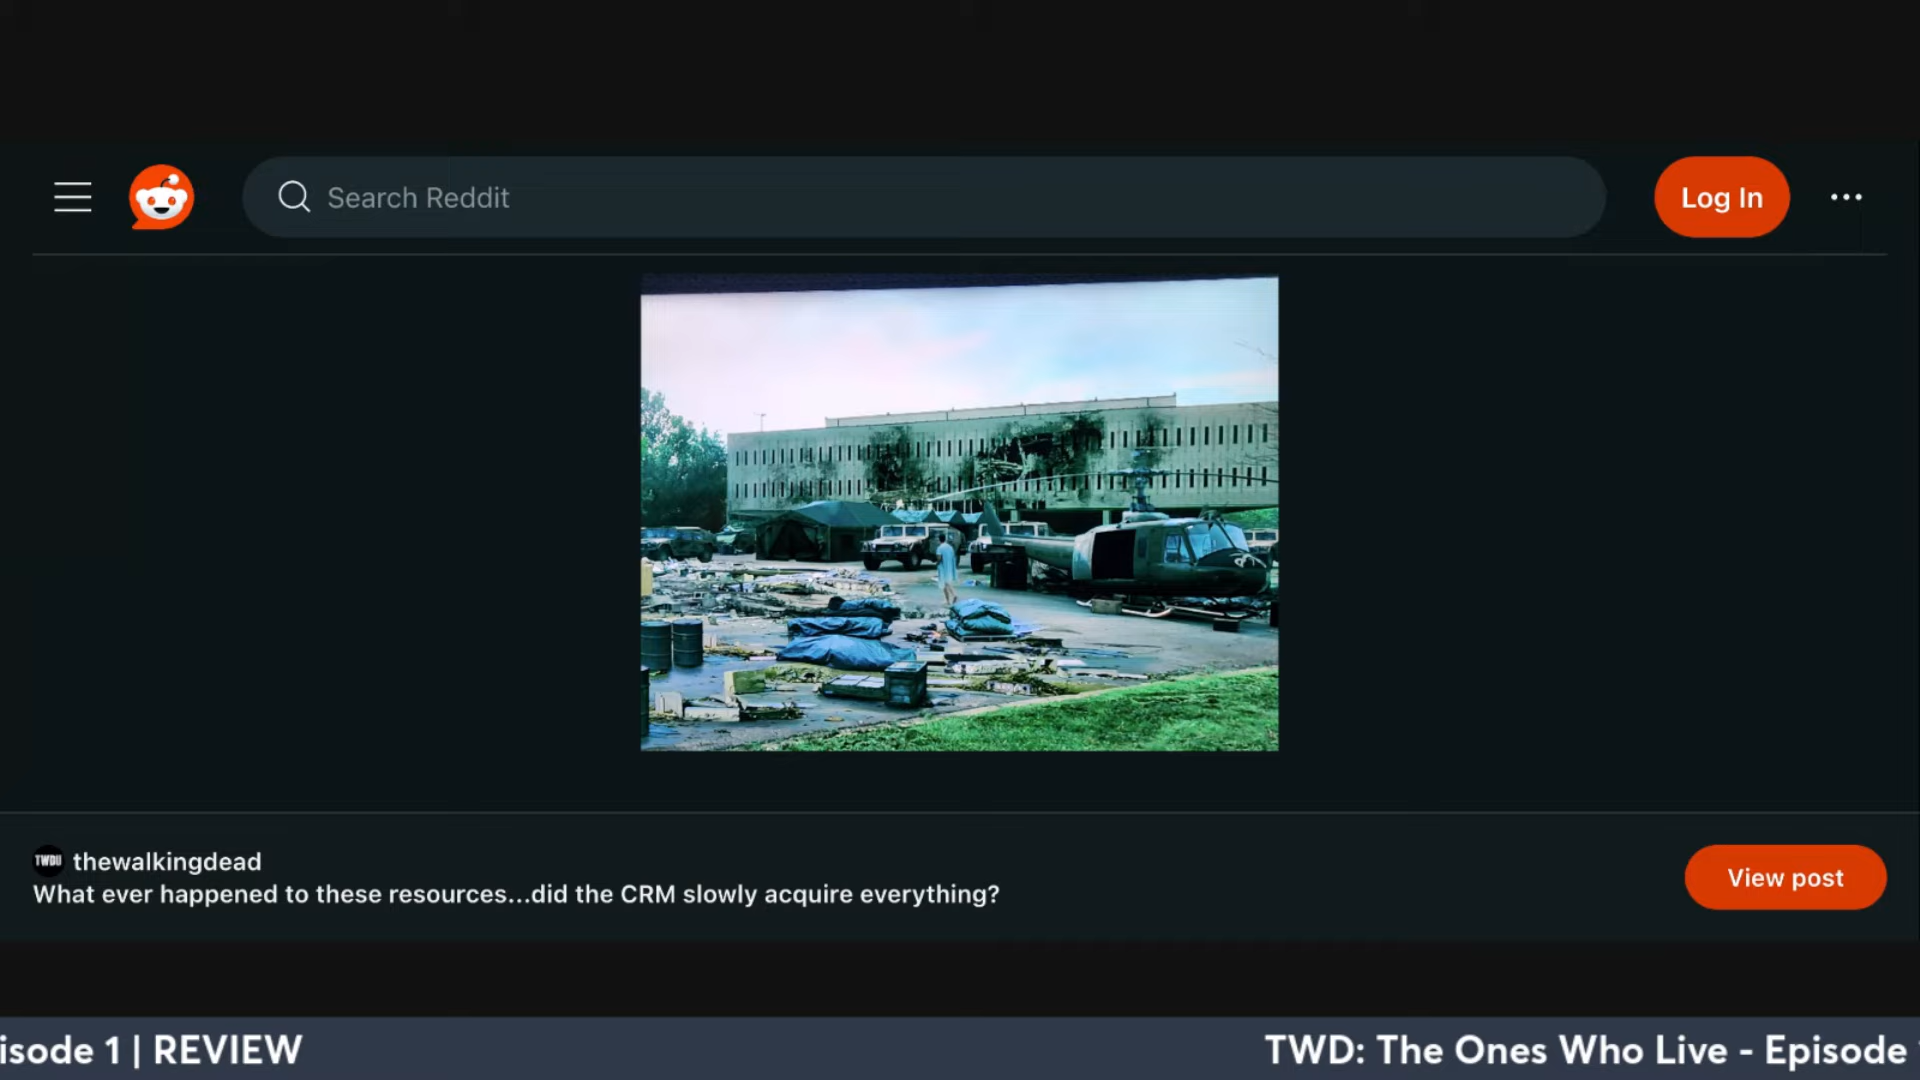 Search Reddit
Log In
TWDU thewalkingdead
What ever happened to these resources...did the CRM slowly acquire everything?
View post
isode 1 | REVIEW
TWD: The Ones Who Live - Episode